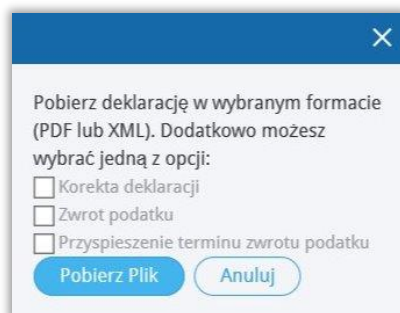 Pobierz deklarację w wybranym formacie
(PDF lub XML). Dodatkowo możesz
wybrać jedną z opcji:
Korekta deklaracji
Zwrot podatku
Przyspieszenie terminu zwrotu podatku
Pobierz Plik Anuluj